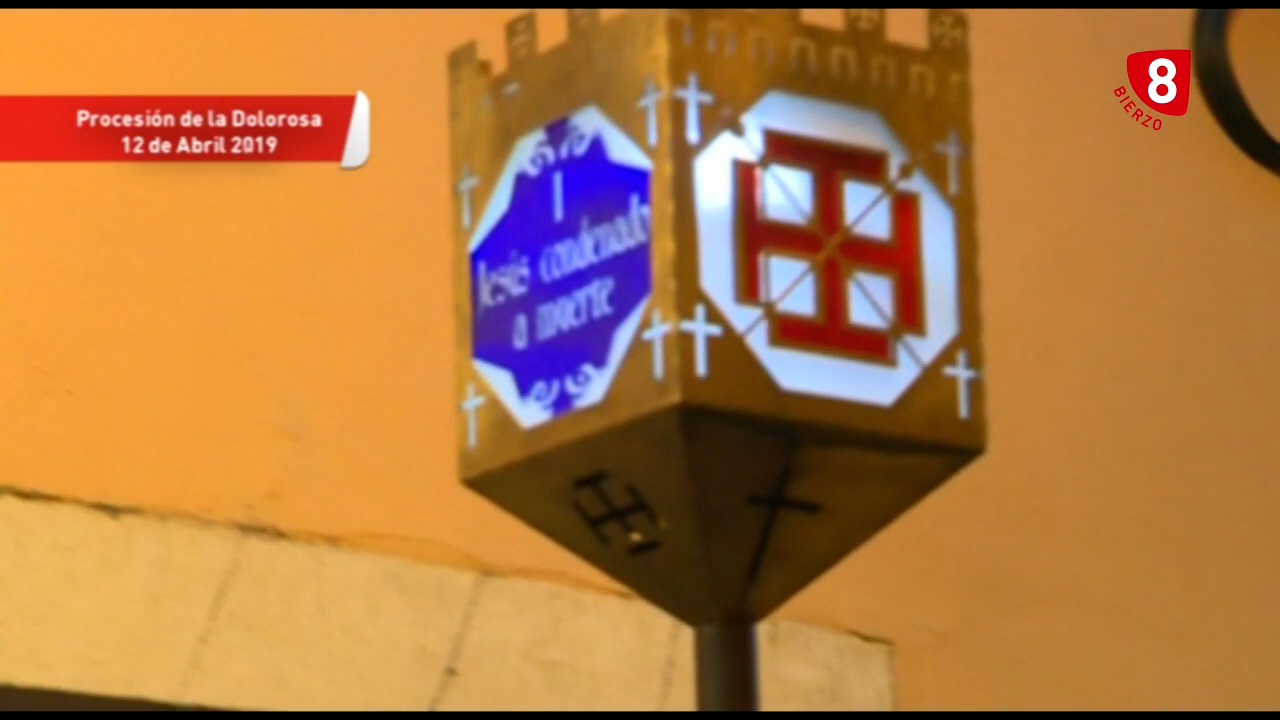 Procesión de la Dolorosa
12 de Abril 2019
8
BIERZO
I
Jesús condenado
a muerte